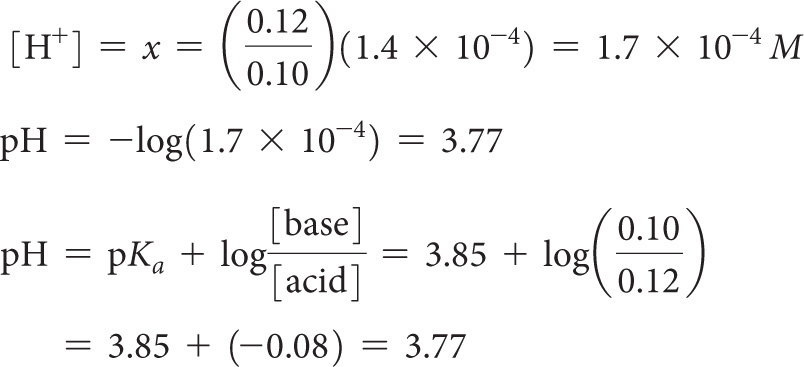 [H⁺] = x = (0.12/0.10)(1.4 × 10⁻⁴) = 1.7 × 10⁻⁴ M
pH = −log(1.7 × 10⁻⁴) = 3.77
pH = pKₐ + log [base]/[acid] = 3.85 + log(0.10/0.12)
= 3.85 + (−0.08) = 3.77